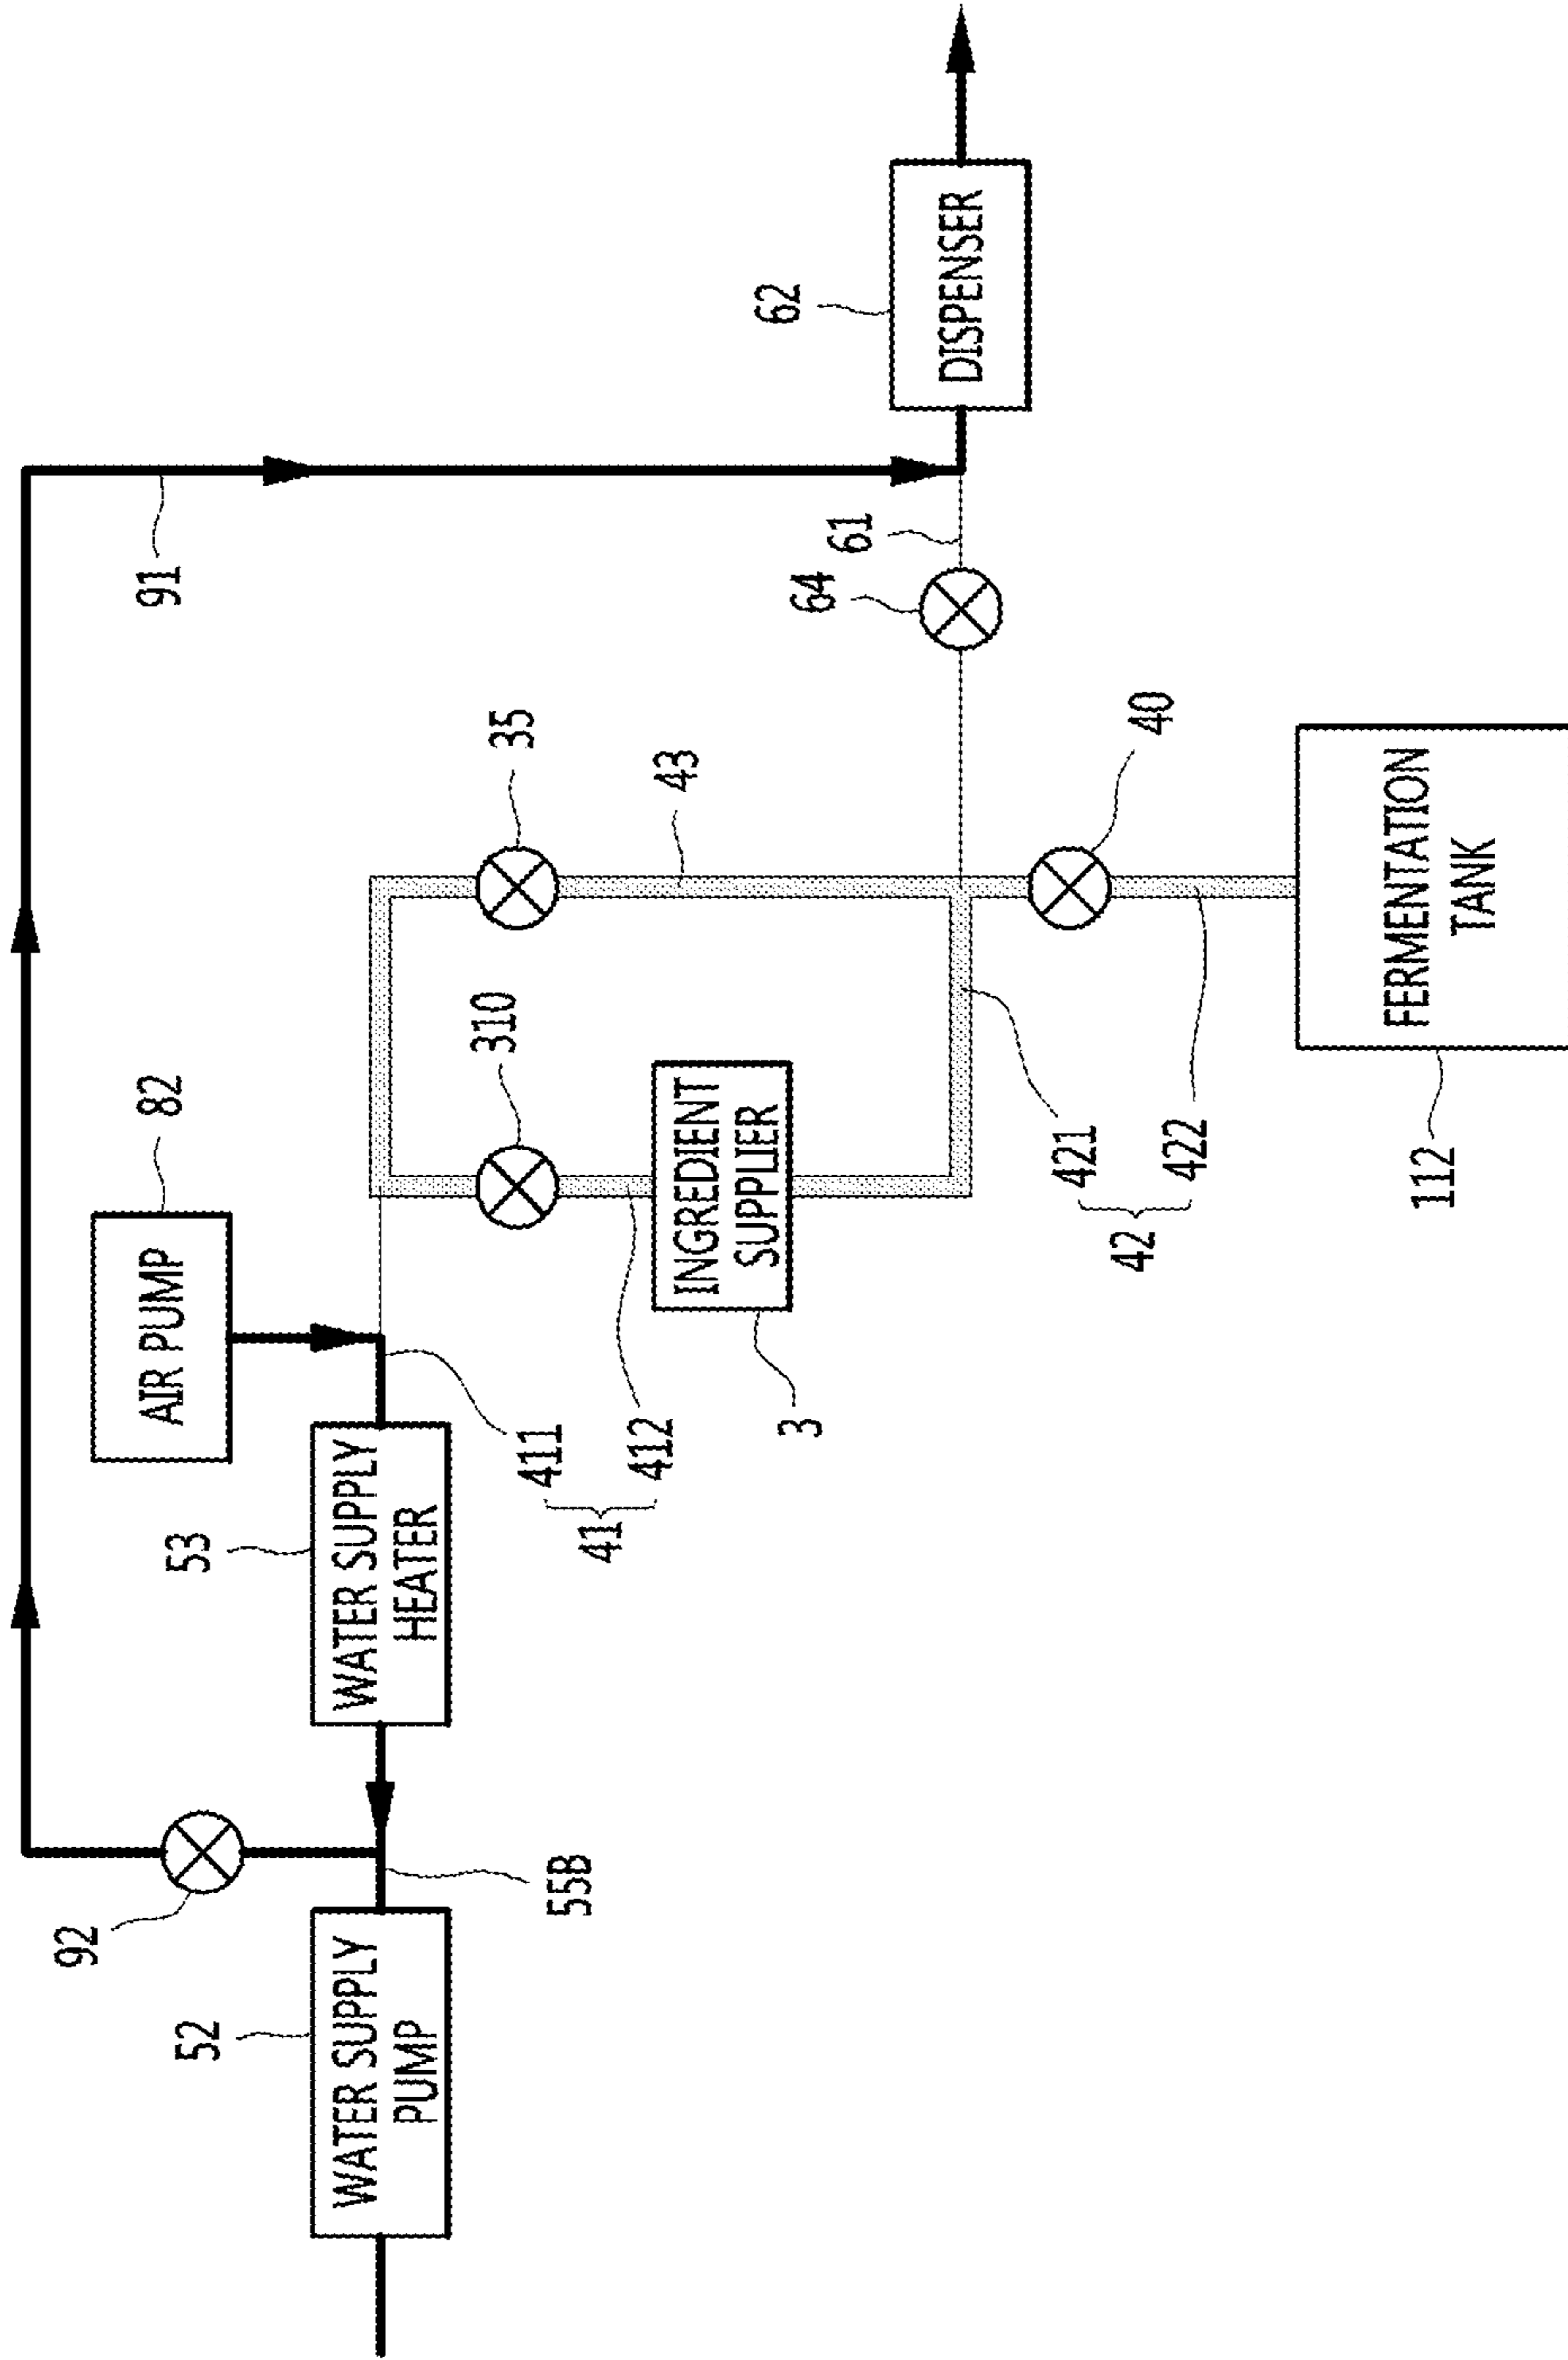 91
92
82
AIR PUMP
52
WATER SUPPLY
PUMP
53
WATER SUPPLY
HEATER
55B
411
412
41
310
35
INGREDIENT
SUPPLIER
3
43
64
61
62
DISPENSER
421
422
42
40
112
FERMENTATION
TANK